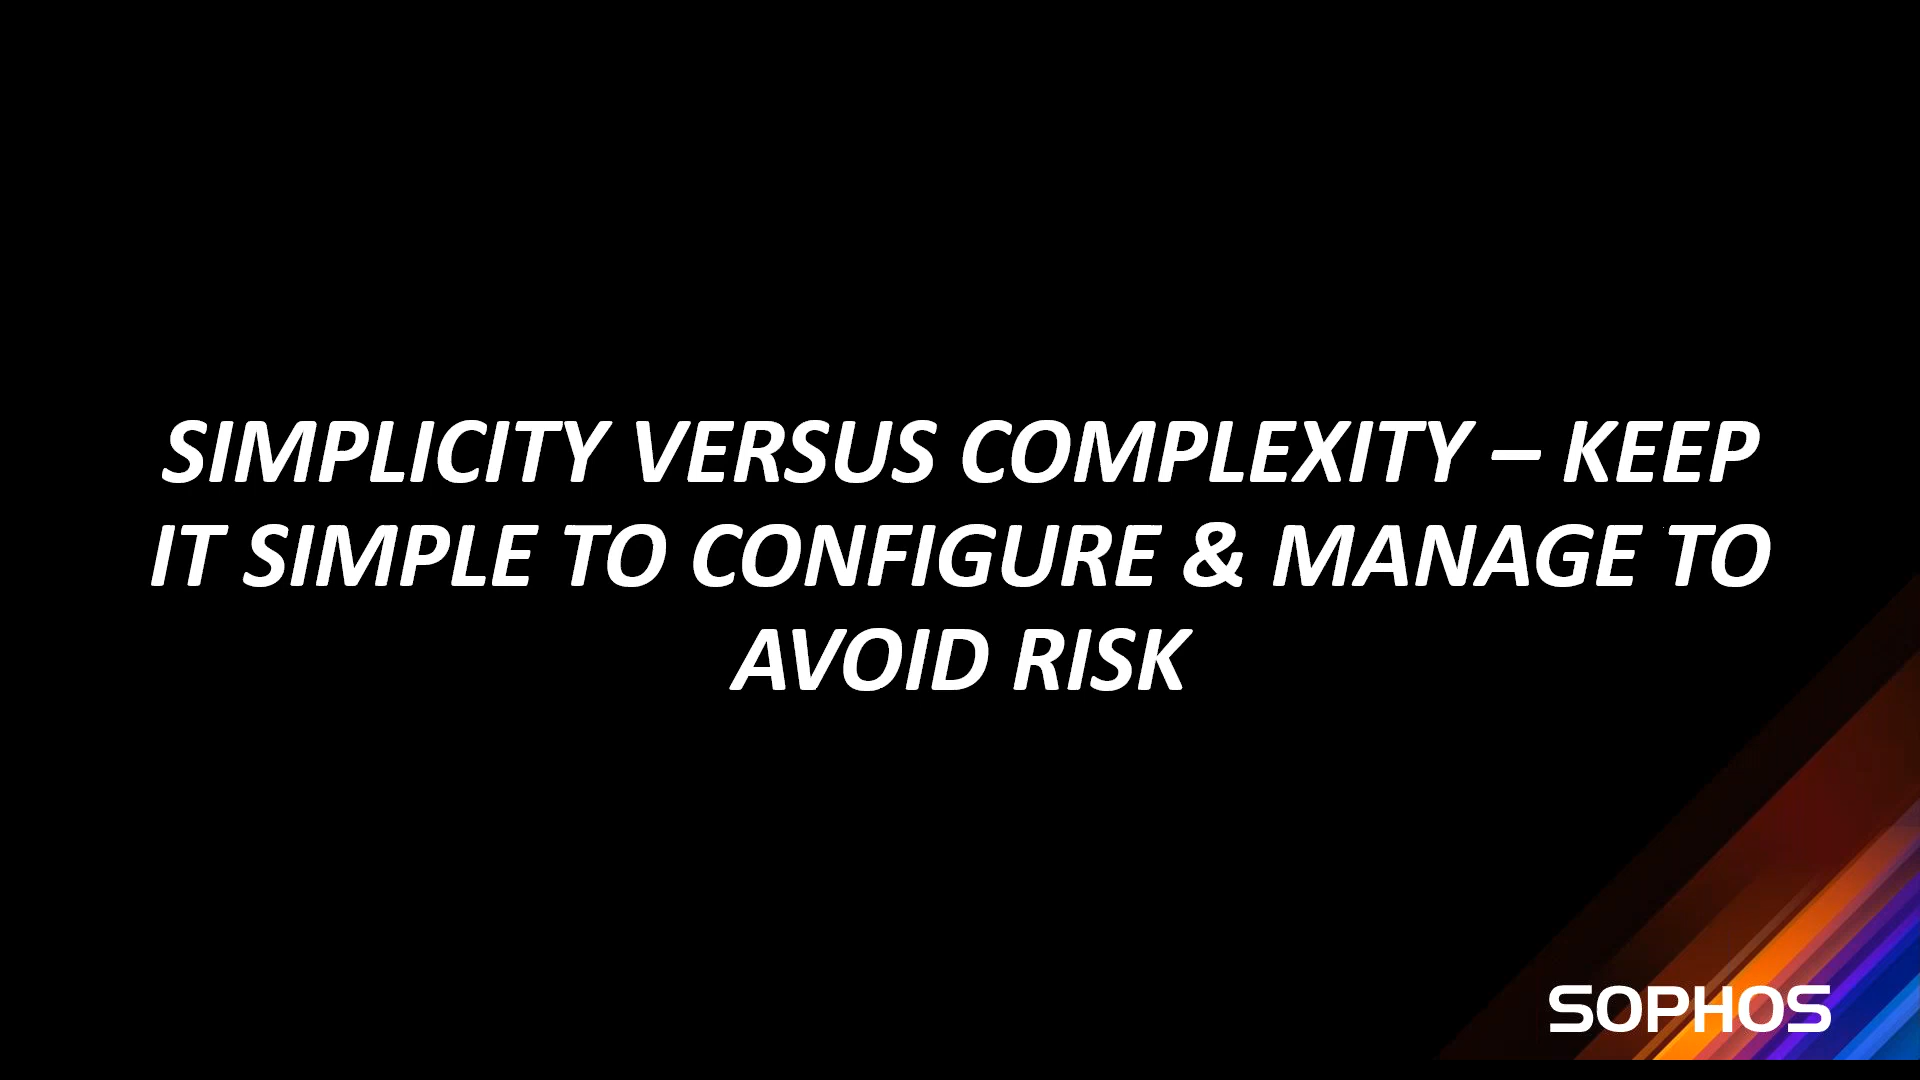 SIMPLICITY VERSUS COMPLEXITY – KEEP
IT SIMPLE TO CONFIGURE & MANAGE TO
AVOID RISK
SOPHOS